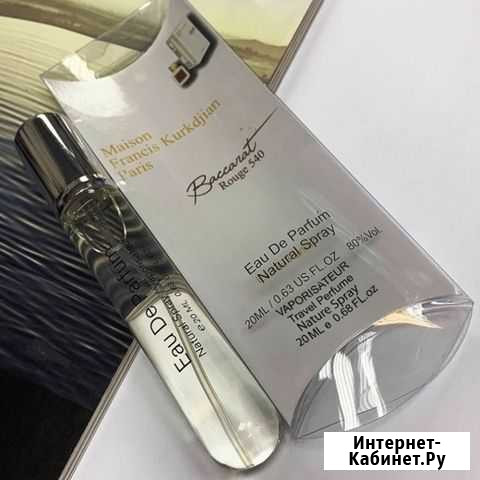 Maison
Francis Kurkdjian
Paris
Baccarat
Rouge 540
Eau De Parfum
Natural Spray
20ML / 0.63 US.FL.OZ 80%Vol.
VAPORISATEUR
Travel Perfume
Nature Spray
20ML e 0.68 FL.oz
Eau De Parfum
Natural Spray
e 20 ML
Интернет-
Кабинет.Ру